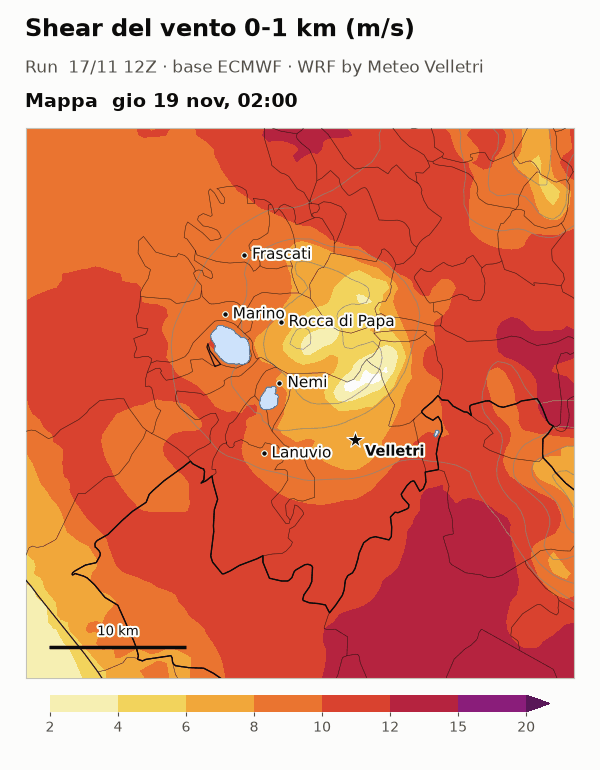 Shear del vento 0-1 km (m/s)
Run 17/11 12Z · base ECMWF · WRF by Meteo Velletri
Mappa gio 19 nov, 02:00
Frascati
Marino
Rocca di Papa
Nemi
Velletri
Lanuvio
10 km
2 4 6 8 10 12 15 20